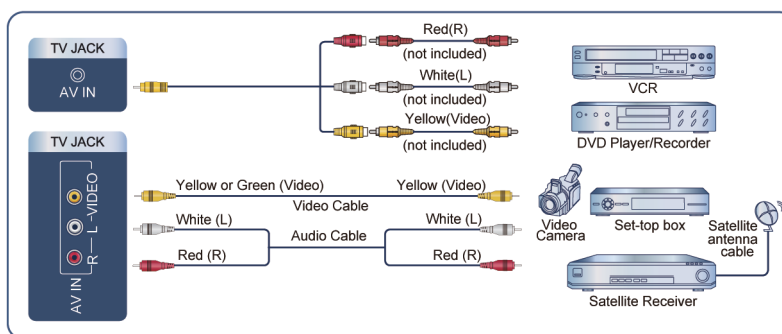 TV JACK
AV IN
Red(R)
(not included)
White(L)
(not included)
Yellow(Video)
(not included)
VCR
DVD Player/Recorder
TV JACK
AV IN
R
L
-VIDEO
Yellow or Green (Video)
Yellow (Video)
Video Cable
White (L)
White (L)
Audio Cable
Red (R)
Red (R)
Video
Camera
Set-top box
Satellite
antenna
cable
Satellite Receiver